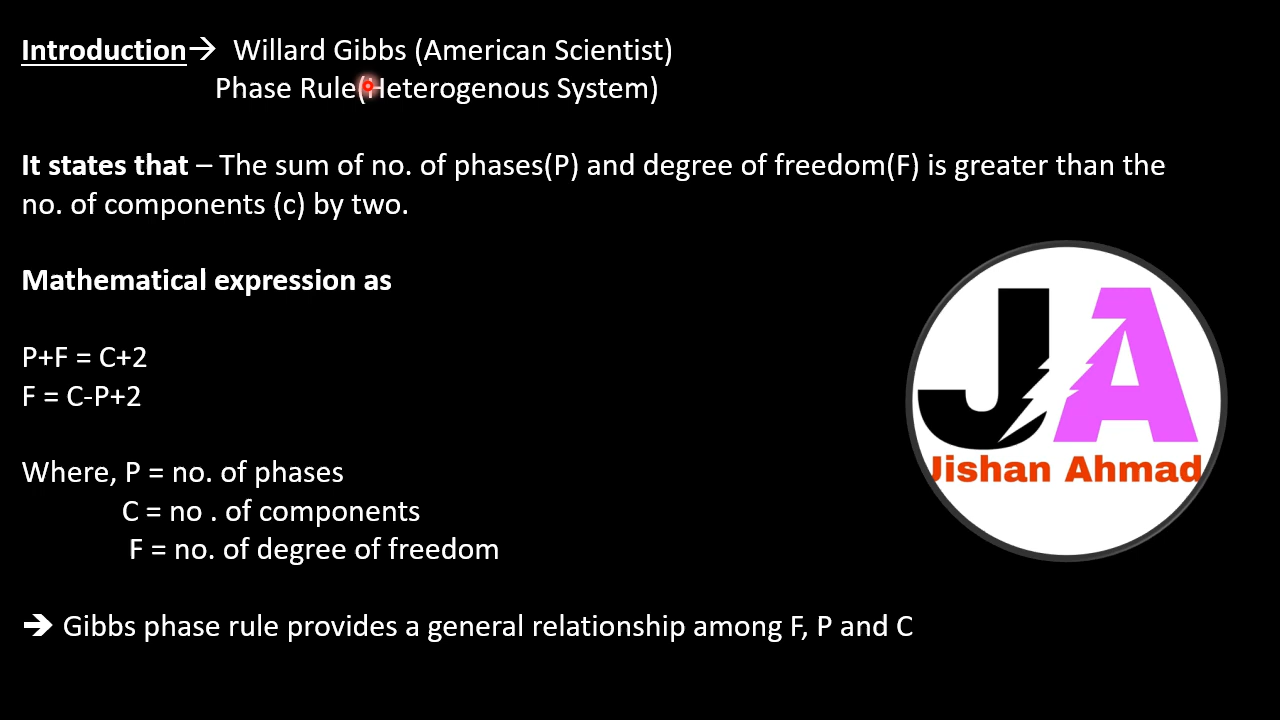 Introduction→ Willard Gibbs (American Scientist)
Phase Rule(Heterogenous System)
It states that – The sum of no. of phases(P) and degree of freedom(F) is greater than the
no. of components (c) by two.
Mathematical expression as
P+F = C+2
F = C-P+2
Where, P = no. of phases
C = no . of components
F = no. of degree of freedom
➔ Gibbs phase rule provides a general relationship among F, P and C
JA
Jishan Ahmad